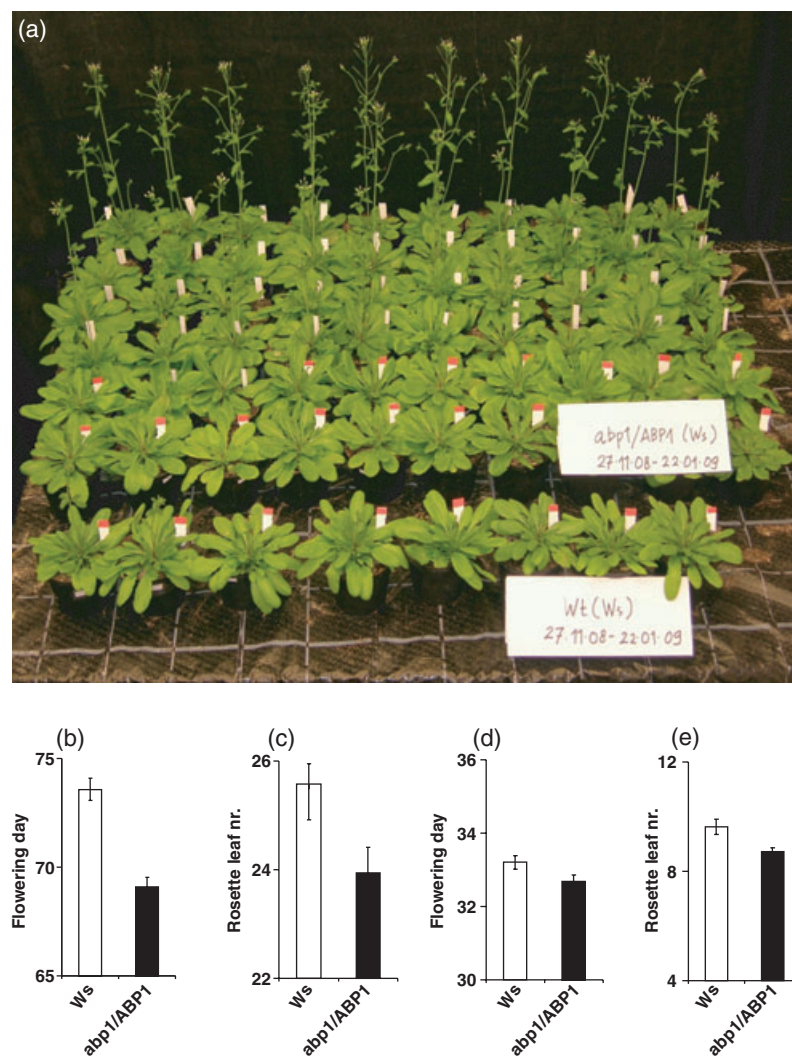 (a)
abp1/ABP1 (Ws)
27.11.08-22.01.09
Wt(Ws)
27.11.08-22.01.09
(b)
75
70
65
Flowering day
Ws
abp1/ABP1
(c)
26
24
22
Rosette leaf nr.
Ws
abp1/ABP1
(d)
36
33
32
30
Flowering day
Ws
abp1/ABP1
(e)
12
8
4
Rosette leaf nr.
Ws
abp1/ABP1